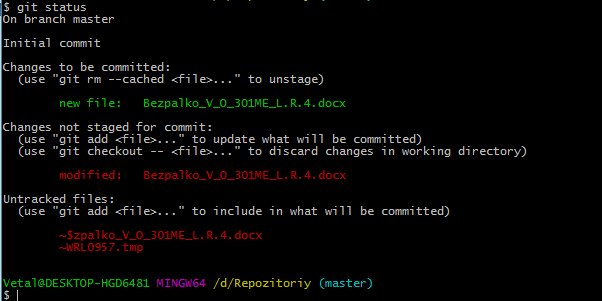 $ git status
On branch master

Initial commit

Changes to be committed:
  (use "git rm --cached <file>..." to unstage)

        new file:   Bezpalko_V_O_301ME_L.R.4.docx

Changes not staged for commit:
  (use "git add <file>..." to update what will be committed)
  (use "git checkout -- <file>..." to discard changes in working directory)

        modified:   Bezpalko_V_O_301ME_L.R.4.docx

Untracked files:
  (use "git add <file>..." to include in what will be committed)

        ~$zpalko_V_O_301ME_L.R.4.docx
        ~WRL0957.tmp

Vetal@DESKTOP-HGD6481 MINGW64 /d/Repozitoriy (master)
$